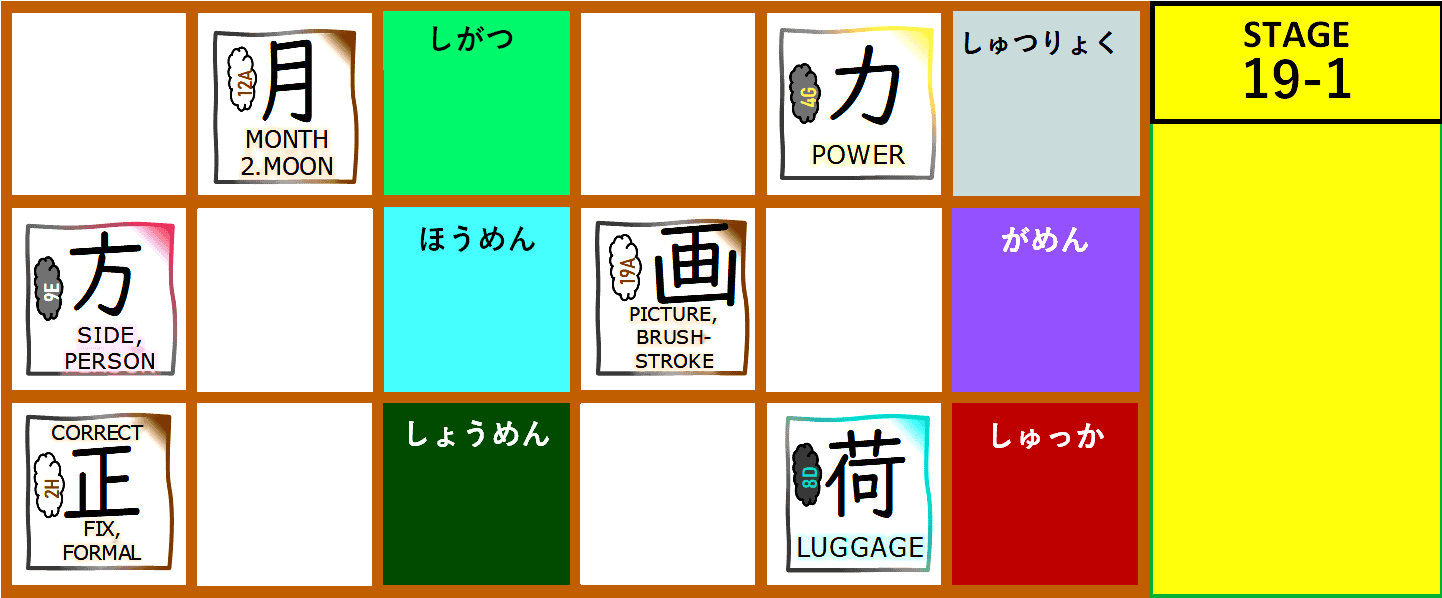 12A
月
MONTH
2.MOON
しがつ
4G
力
POWER
しゅつりょく
STAGE
19-1
9E
方
SIDE,
PERSON
ほうめん
19A
画
PICTURE,
BRUSH-
STROKE
がめん
CORRECT
2H
正
FIX,
FORMAL
しょうめん
8D
荷
LUGGAGE
しゅっか